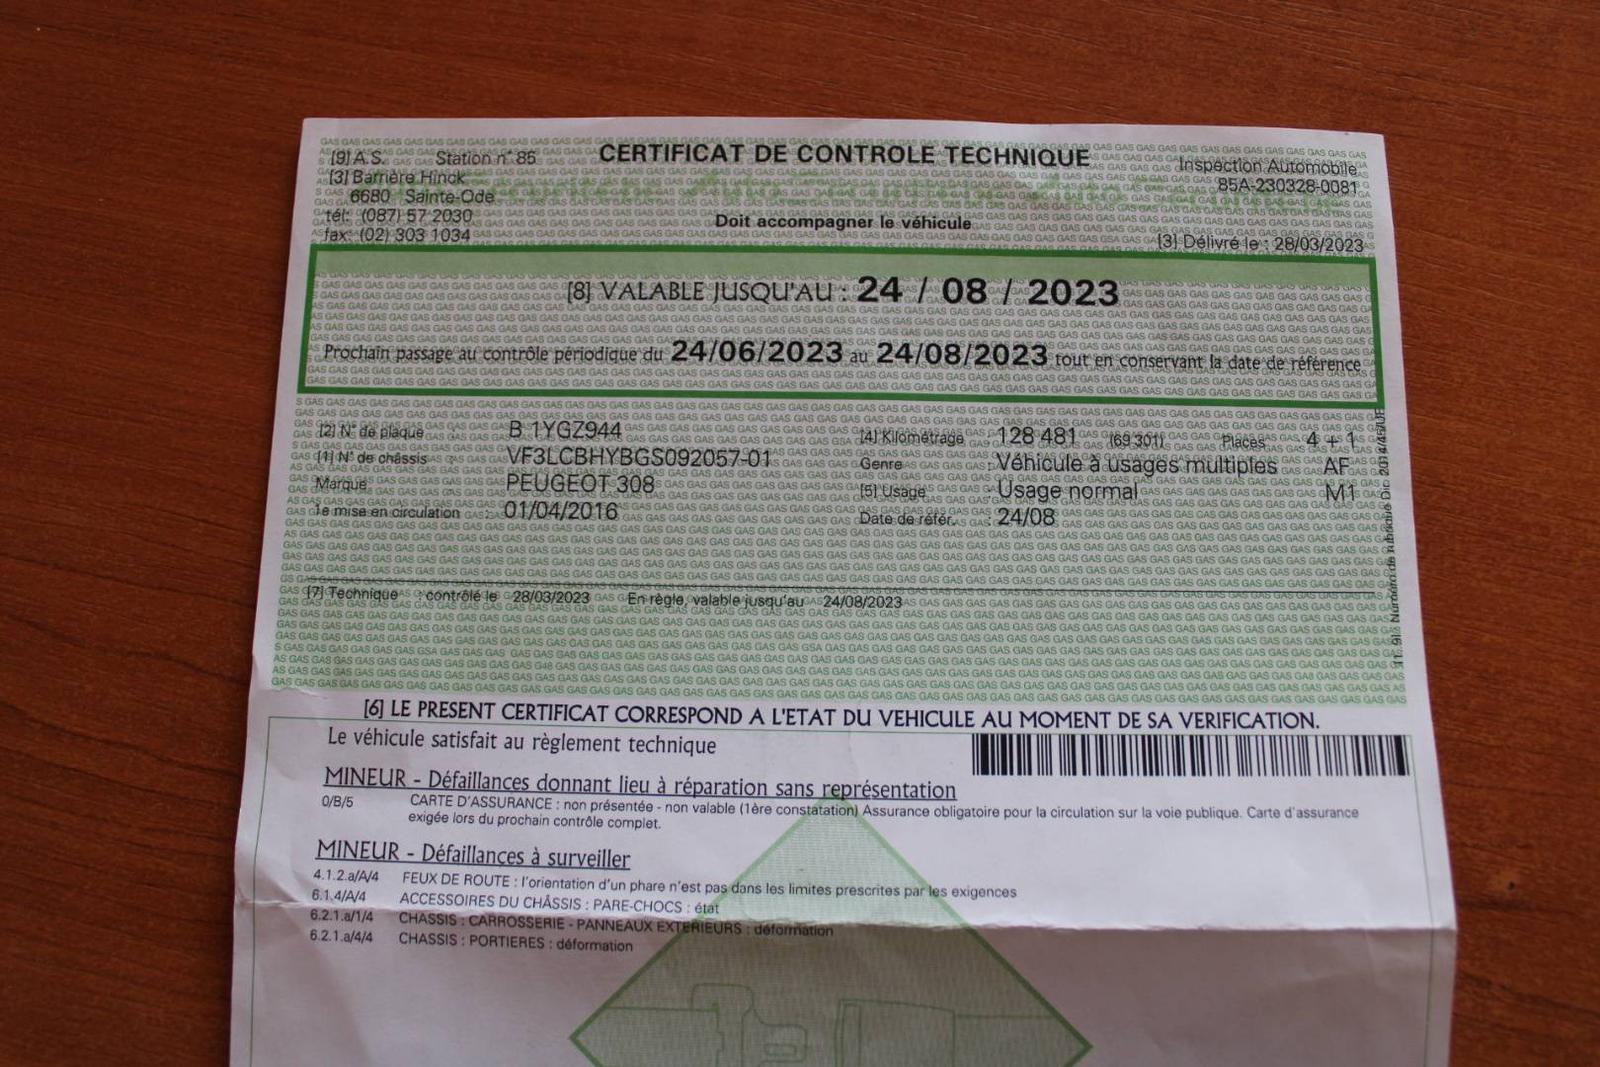 [9] A.S. Station n° 85
CERTIFICAT DE CONTROLE TECHNIQUE
Inspection Automobile
[3] Barrière Hinck
85A-230328-0081
6680 Sainte-Ode
tél: (087) 57 2030
Doit accompagner le véhicule
fax: (02) 303 1034
[3] Délivré le : 28/03/2023
[8] VALABLE JUSQU'AU : 24 / 08 / 2023
Prochain passage au contrôle périodique du 24/06/2023 au 24/08/2023 tout en conservant la date de référence
[2] N° de plaque : B 1YGZ944
[4] Kilométrage 128 481 (69 301) Places 4 + 1
[1] N° de châssis : VF3LCBHYBGS092057-01
Genre : Véhicule à usages multiples AF
Marque PEUGEOT 308
[5] Usage : Usage normal M1
1e mise en circulation 01/04/2016
Date de référ. : 24/08
[7] Technique : contrôlé le 28/03/2023 En règle, valable jusqu'au 24/08/2023
[6] LE PRESENT CERTIFICAT CORRESPOND A L'ETAT DU VEHICULE AU MOMENT DE SA VERIFICATION.
Le véhicule satisfait au règlement technique
MINEUR - Défaillances donnant lieu à réparation sans représentation
0/B/5 CARTE D'ASSURANCE : non présentée - non valable (1ère constatation) Assurance obligatoire pour la circulation sur la voie publique. Carte d'assurance
exigée lors du prochain contrôle complet.
MINEUR - Défaillances à surveiller
4.1.2.a/A/4 FEUX DE ROUTE : l'orientation d'un phare n'est pas dans les limites prescrites par les exigences
6.1.4/A/4 ACCESSOIRES DU CHÂSSIS : PARE-CHOCS : état
6.2.1.a/1/4 CHASSIS : CARROSSERIE - PANNEAUX EXTERIEURS : déformation
6.2.1.a/4/4 CHASSIS : PORTIERES : déformation